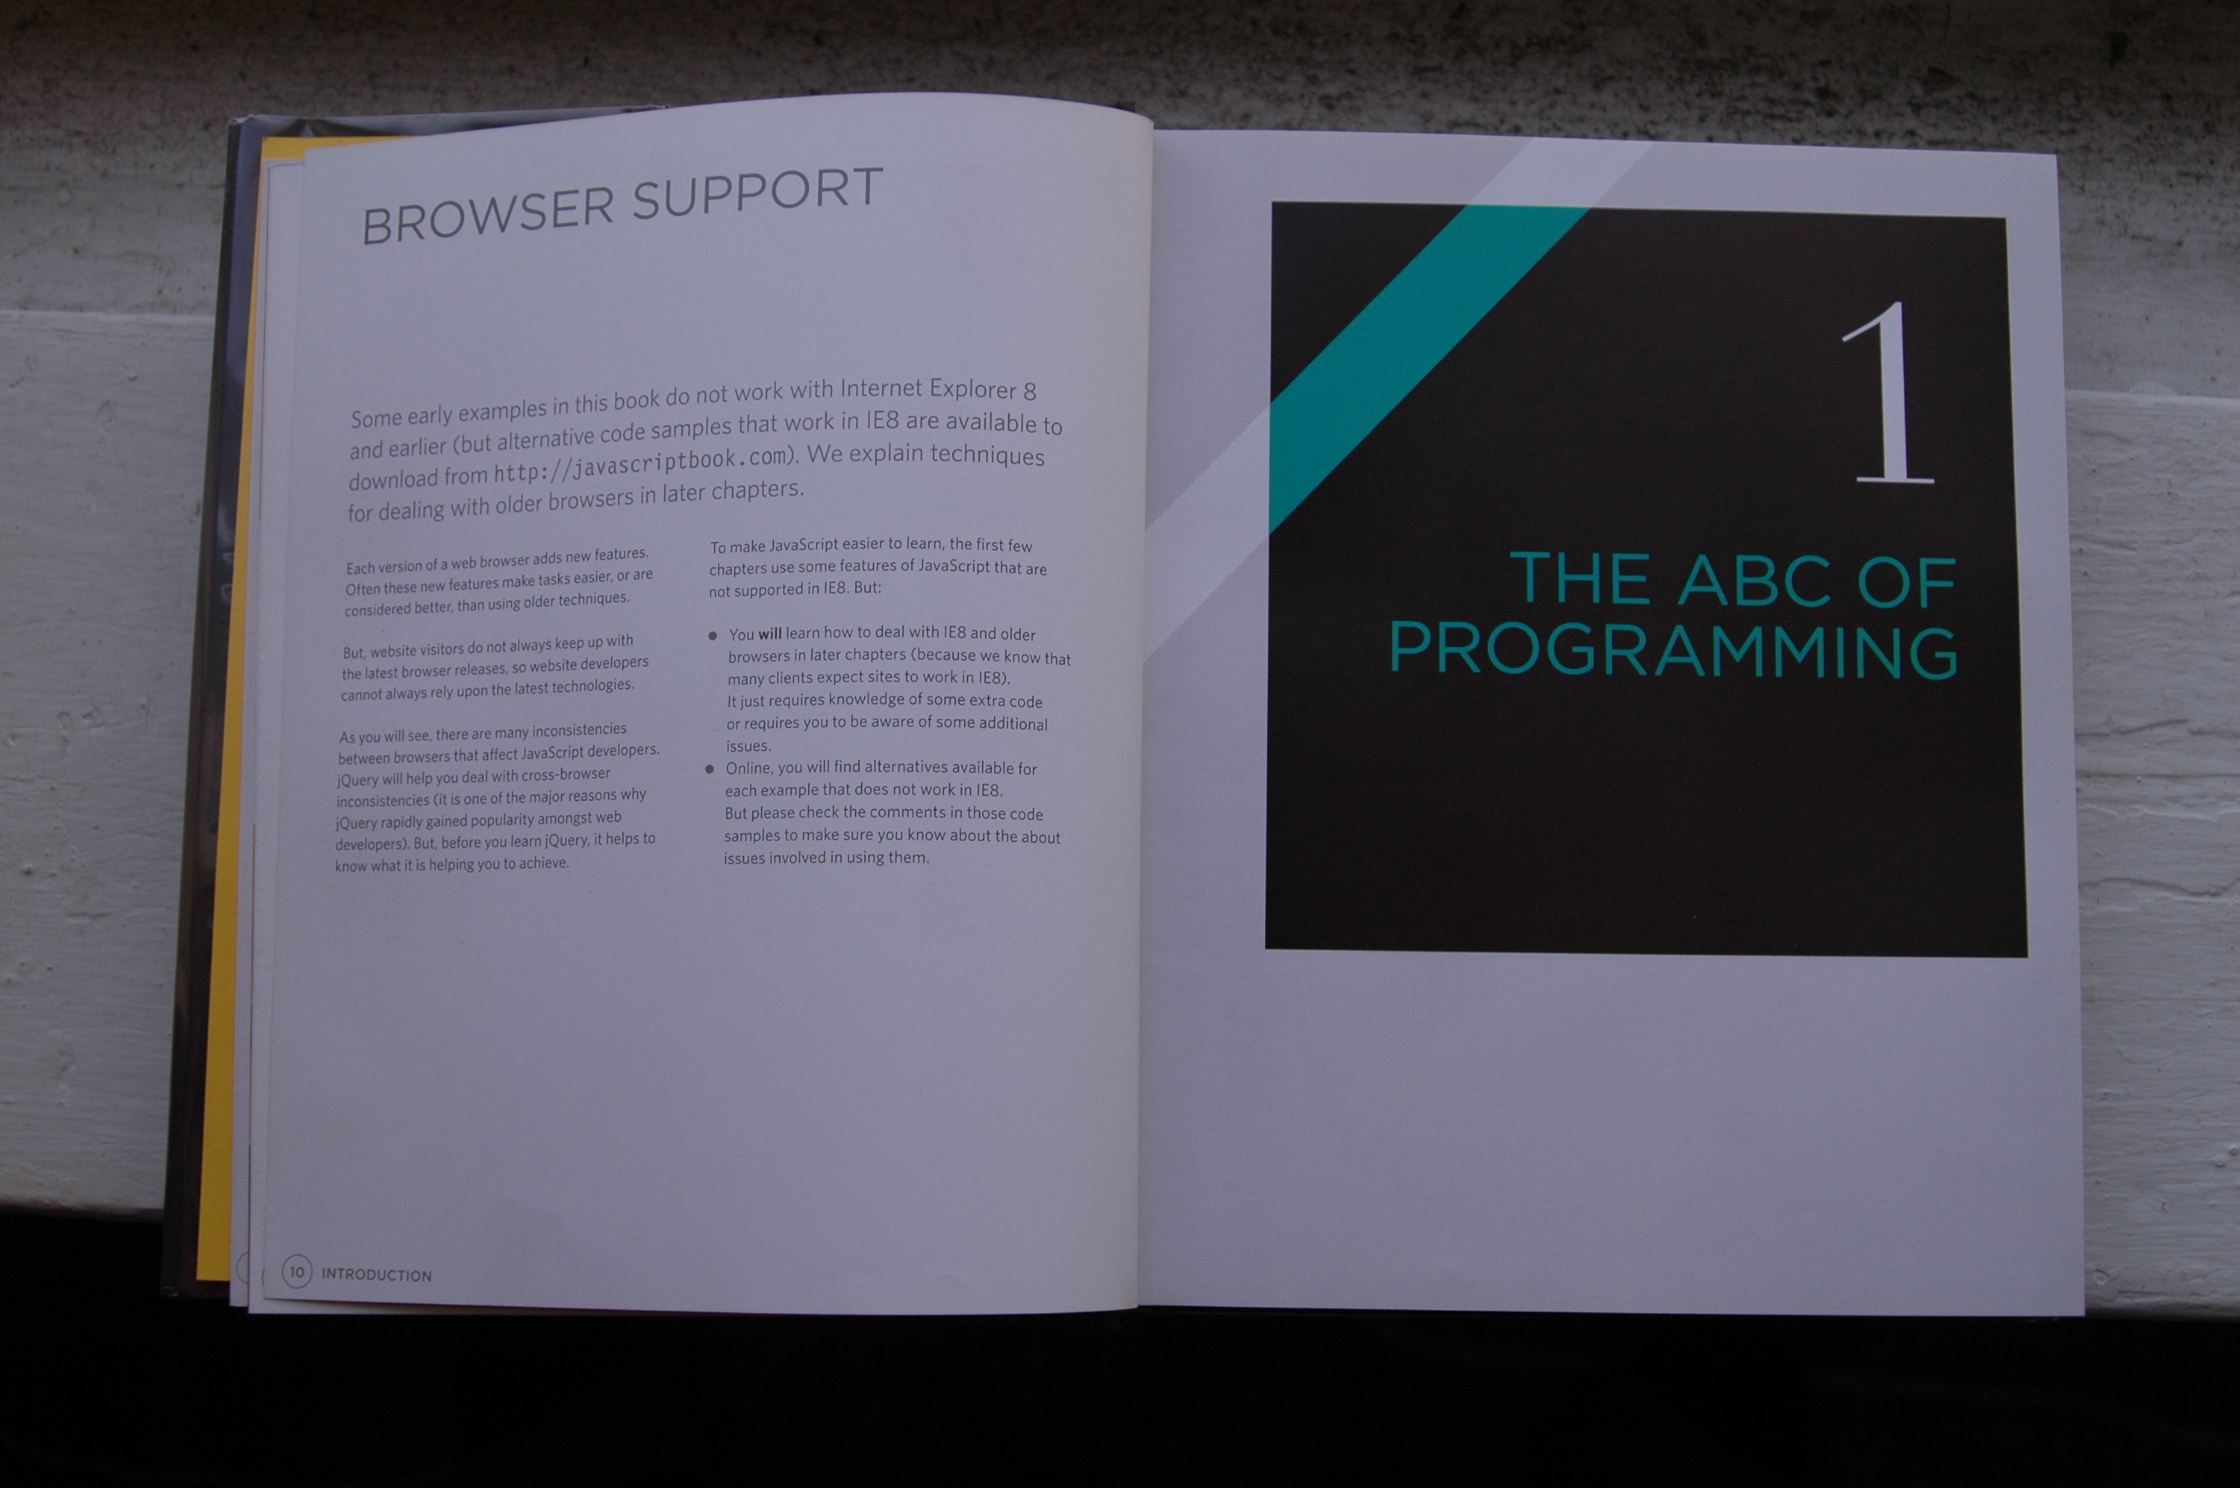 BROWSER SUPPORT
Some early examples in this book do not work with Internet Explorer 8
and earlier (but alternative code samples that work in IE8 are available to
download from http://javascriptbook.com). We explain techniques
for dealing with older browsers in later chapters.
Each version of a web browser adds new features.
Often these new features make tasks easier, or are
considered better, than using older techniques.
But, website visitors do not always keep up with
the latest browser releases, so website developers
cannot always rely upon the latest technologies.
As you will see, there are many inconsistencies
between browsers that affect JavaScript developers.
jQuery will help you deal with cross-browser
inconsistencies (it is one of the major reasons why
jQuery rapidly gained popularity amongst web
developers). But, before you learn jQuery, it helps to
know what it is helping you to achieve.
To make JavaScript easier to learn, the first few
chapters use some features of JavaScript that are
not supported in IE8. But:
● You will learn how to deal with IE8 and older
browsers in later chapters (because we know that
many clients expect sites to work in IE8).
It just requires knowledge of some extra code
or requires you to be aware of some additional
issues.
● Online, you will find alternatives available for
each example that does not work in IE8.
But please check the comments in those code
samples to make sure you know about the about
issues involved in using them.
10 INTRODUCTION
1
THE ABC OF
PROGRAMMING